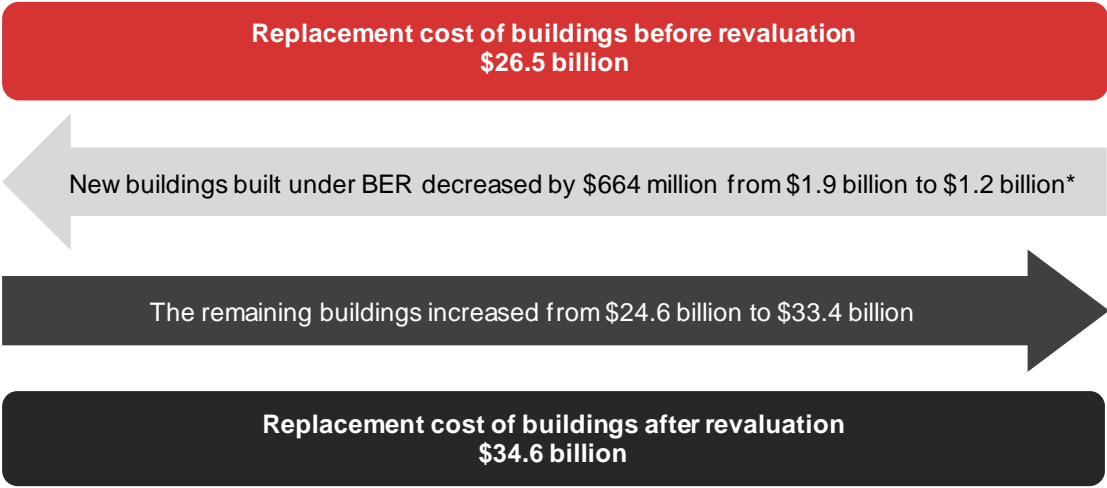 Replacement cost of buildings before revaluation
$26.5 billion
New buildings built under BER decreased by $664 million from $1.9 billion to $1.2 billion*
The remaining buildings increased from $24.6 billion to $33.4 billion
Replacement cost of buildings after revaluation
$34.6 billion